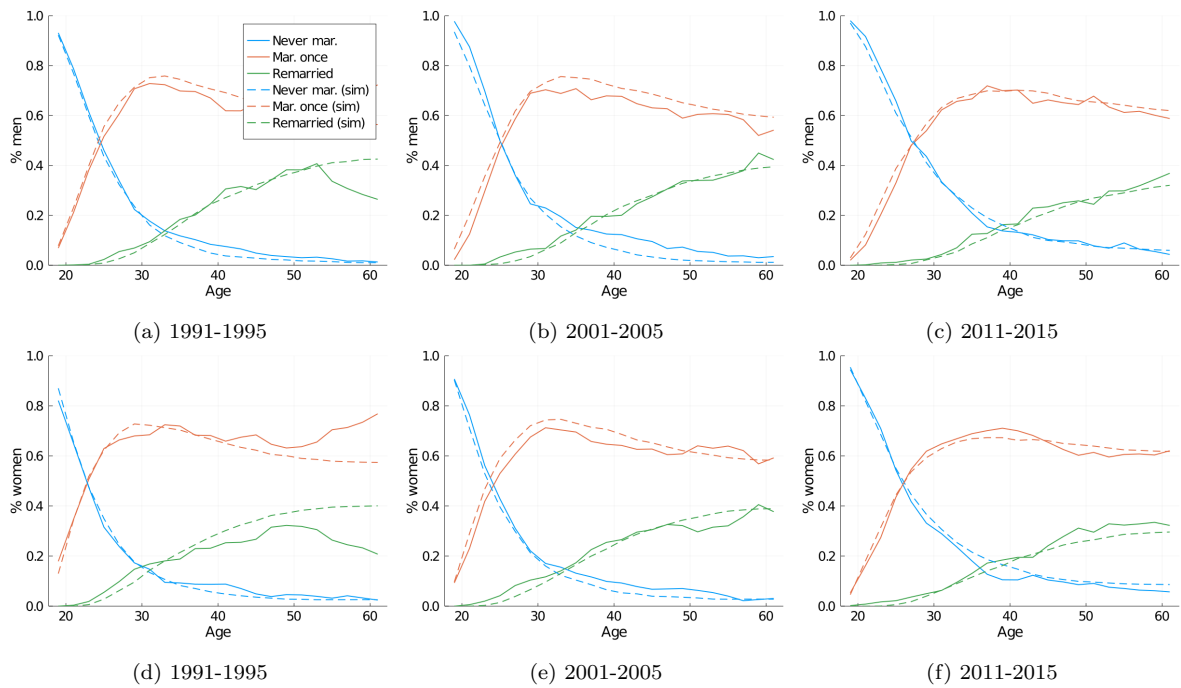 1.0
0.8
0.6
0.4
0.2
0.0
% men
20 30 40 50 60
Age
Never mar.
Mar. once
Remarried
Never mar. (sim)
Mar. once (sim)
Remarried (sim)
(a) 1991-1995
1.0
0.8
0.6
0.4
0.2
0.0
% men
20 30 40 50 60
Age
(b) 2001-2005
1.0
0.8
0.6
0.4
0.2
0.0
% men
20 30 40 50 60
Age
(c) 2011-2015
1.0
0.8
0.6
0.4
0.2
0.0
% women
20 30 40 50 60
Age
(d) 1991-1995
1.0
0.8
0.6
0.4
0.2
0.0
% women
20 30 40 50 60
Age
(e) 2001-2005
1.0
0.8
0.6
0.4
0.2
0.0
% women
20 30 40 50 60
Age
(f) 2011-2015